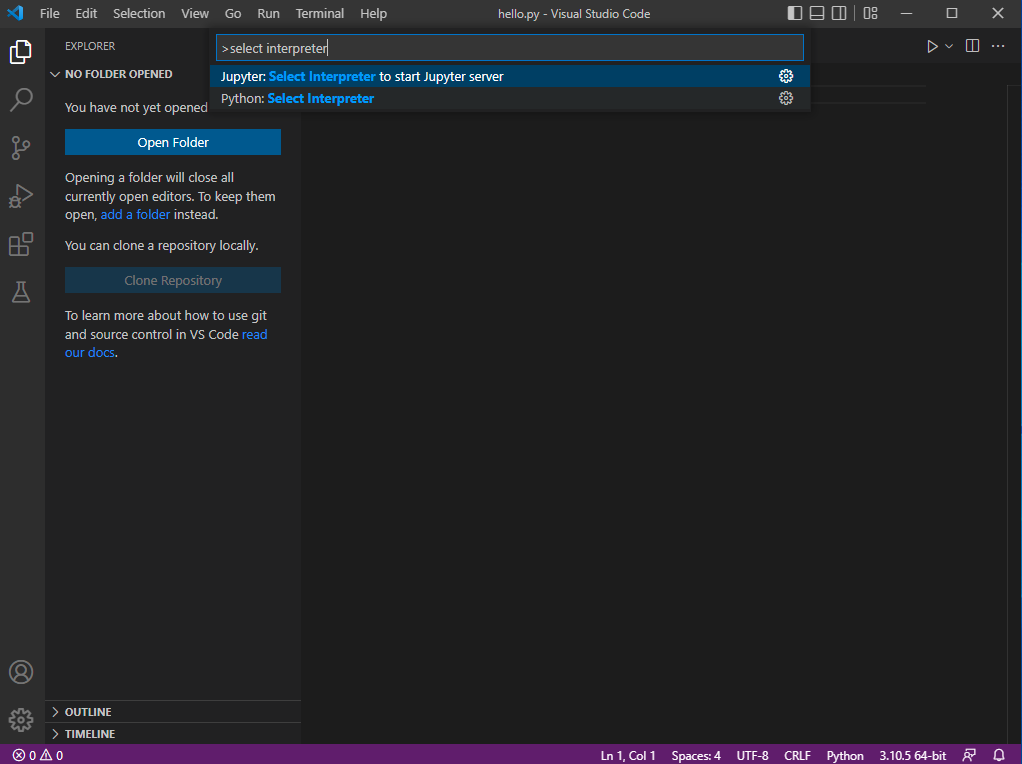 File Edit Selection View Go Run Terminal Help hello.py - Visual Studio Code
EXPLORER
>select interpreter
Jupyter: Select Interpreter to start Jupyter server
Python: Select Interpreter
NO FOLDER OPENED
You have not yet opened
Open Folder
Opening a folder will close all
currently open editors. To keep them
open, add a folder instead.
You can clone a repository locally.
Clone Repository
To learn more about how to use git
and source control in VS Code read
our docs.
OUTLINE
TIMELINE
0 0 Ln 1, Col 1 Spaces: 4 UTF-8 CRLF Python 3.10.5 64-bit